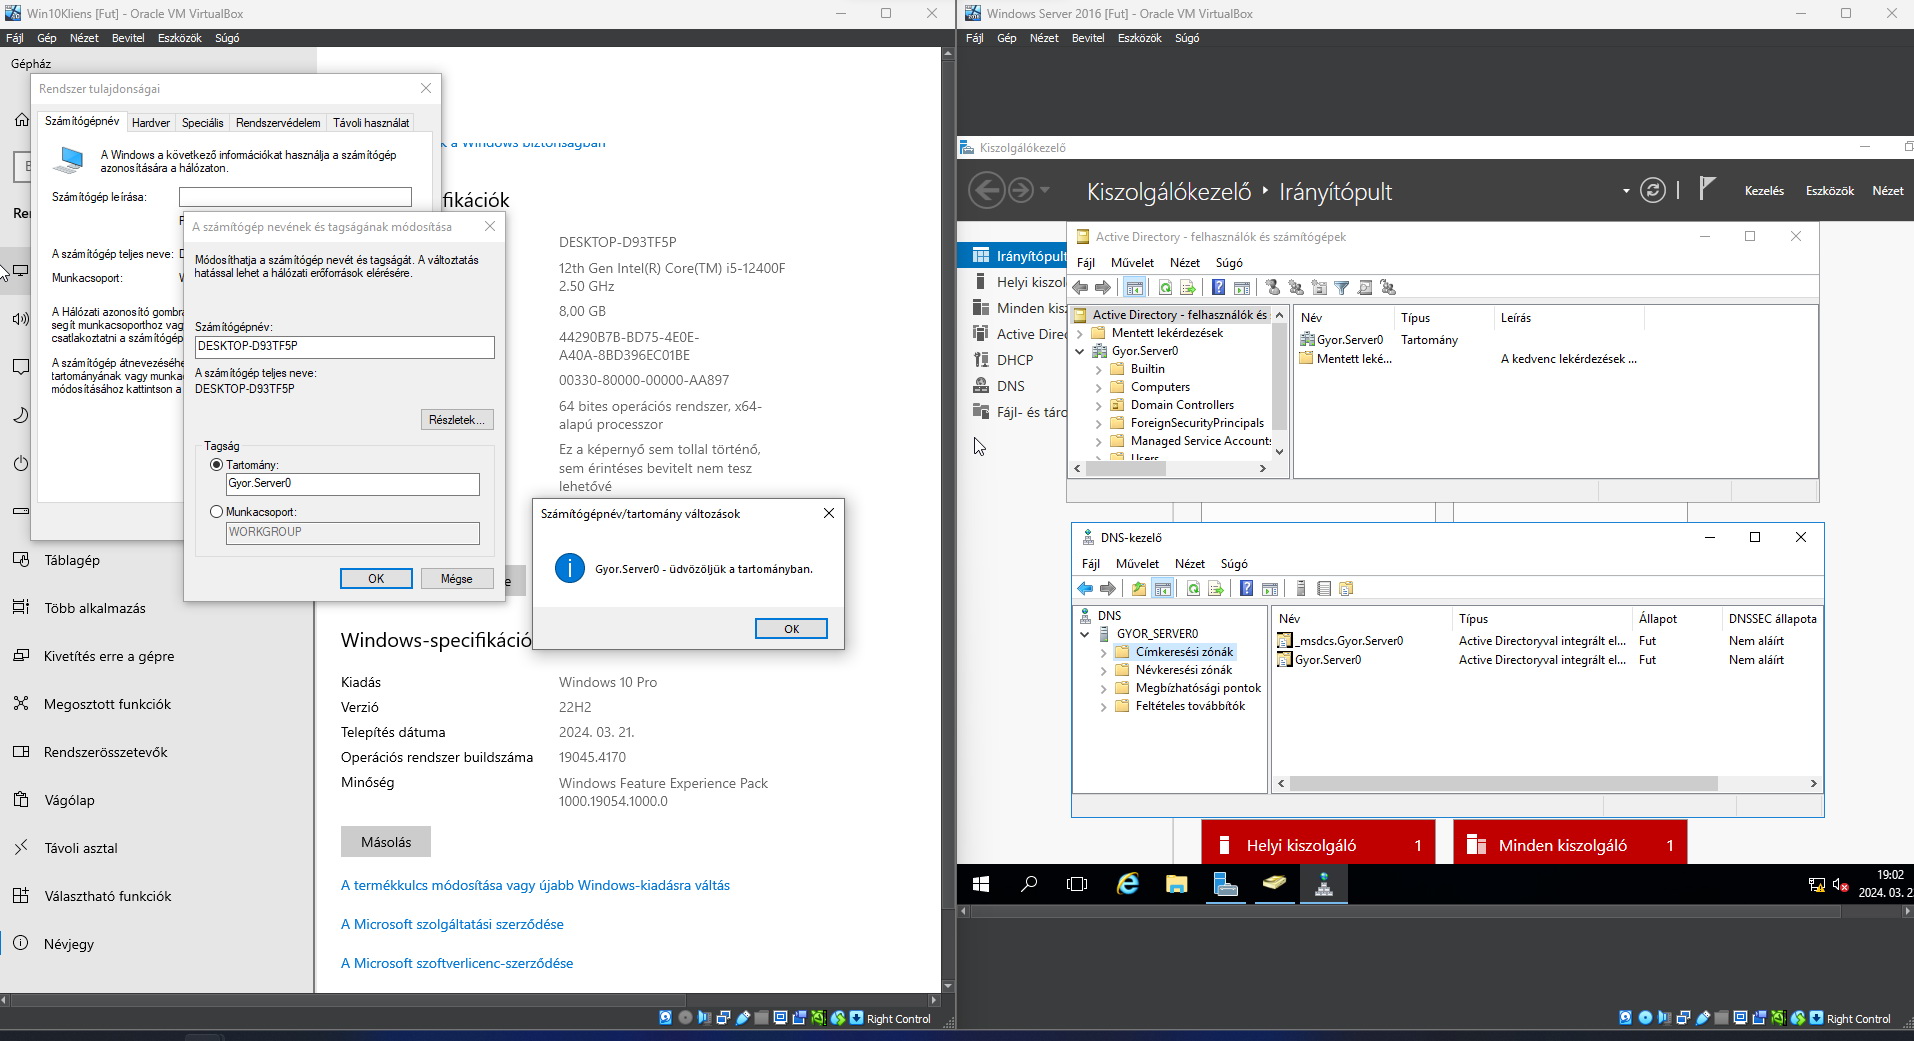 Win10Kliens [Fut] - Oracle VM VirtualBox
Fájl Gép Nézet Bevitel Eszközök Súgó
Gépház
Rendszer tulajdonságai
Számítógépnév Hardver Speciális Rendszervédelem Távoli használat
A Windows a következő információkat használja a számítógép
azonosítására a hálózaton.
Számítógép leírása:
A számítógép teljes neve:
Munkacsoport:
A Hálózati azonosító
segít munkacsoporthoz
csatlakoztatni a
A számítógép
tartományának vagy
módosításához kattintson a
A számítógép nevének és tagságának módosítása
Módosíthatja a számítógép nevét és tagságát. A változtatás
hatással lehet a hálózati erőforrások elérésére.
Számítógépnév:
DESKTOP-D93TF5P
A számítógép teljes neve:
DESKTOP-D93TF5P
Részletek...
Tagság
Tartomány:
Gyor.Server0
Munkacsoport:
WORKGROUP
OK Mégse
Számítógépnév/tartomány változások
Gyor.Server0 - üdvözöljük a tartományban.
OK
a Windows biztonságban
fikációk
DESKTOP-D93TF5P
12th Gen Intel(R) Core(TM) i5-12400F
2.50 GHz
8,00 GB
44290B7B-BD75-4E0E-
A40A-8BD396EC01BE
00330-80000-00000-AA897
64 bites operációs rendszer, x64-
alapú processzor
Ez a képernyő sem tollal történő,
sem érintéses bevitelt nem tesz
lehetővé
Táblagép
Több alkalmazás
Kivetítés erre a gépre
Megosztott funkciók
Rendszerösszetevők
Vágólap
Távoli asztal
Választható funkciók
Névjegy
Windows-specifikáció
Kiadás Windows 10 Pro
Verzió 22H2
Telepítés dátuma 2024. 03. 21.
Operációs rendszer buildszáma 19045.4170
Minőség Windows Feature Experience Pack
1000.19054.1000.0
Másolás
A termékkulcs módosítása vagy újabb Windows-kiadásra váltás
A Microsoft szolgáltatási szerződése
A Microsoft szoftverlicenc-szerződése
Right Control
Windows Server 2016 [Fut] - Oracle VM VirtualBox
Fájl Gép Nézet Bevitel Eszközök Súgó
Kiszolgálókezelő
Kiszolgálókezelő Irányítópult
Kezelés Eszközök Nézet
Irányítópult
Helyi kiszol
Minden kis
Active Direc
DHCP
DNS
Fájl- és táro
Active Directory - felhasználók és számítógépek
Fájl Művelet Nézet Súgó
Active Directory - felhasználók és
Mentett lekérdezések
Gyor.Server0
Builtin
Computers
Domain Controllers
ForeignSecurityPrincipals
Managed Service Accounts
Users
Név Típus Leírás
Gyor.Server0 Tartomány
Mentett leké... A kedvenc lekérdezések ...
DNS-kezelő
Fájl Művelet Nézet Súgó
DNS
GYOR_SERVER0
Címkeresési zónák
Névkeresési zónák
Megbízhatósági pontok
Feltételes továbbítók
Név Típus Állapot DNSSEC állapota
_msdcs.Gyor.Server0 Active Directoryval integrált el... Fut Nem aláírt
Gyor.Server0 Active Directoryval integrált el... Fut Nem aláírt
Helyi kiszolgáló 1
Minden kiszolgáló 1
19:02
2024. 03. 2
Right Control